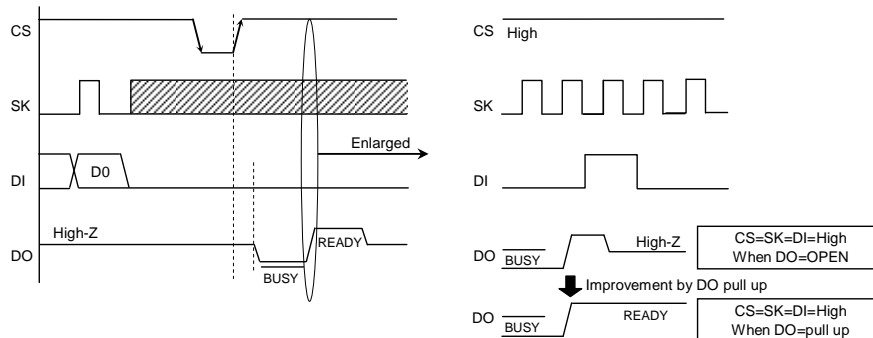 CS
SK
DI
D0
High-Z
DO
BUSY
READY
Enlarged
CS High
SK
DI
DO
BUSY
High-Z
CS=SK=DI=High
When DO=OPEN
Improvement by DO pull up
DO
BUSY
READY
CS=SK=DI=High
When DO=pull up